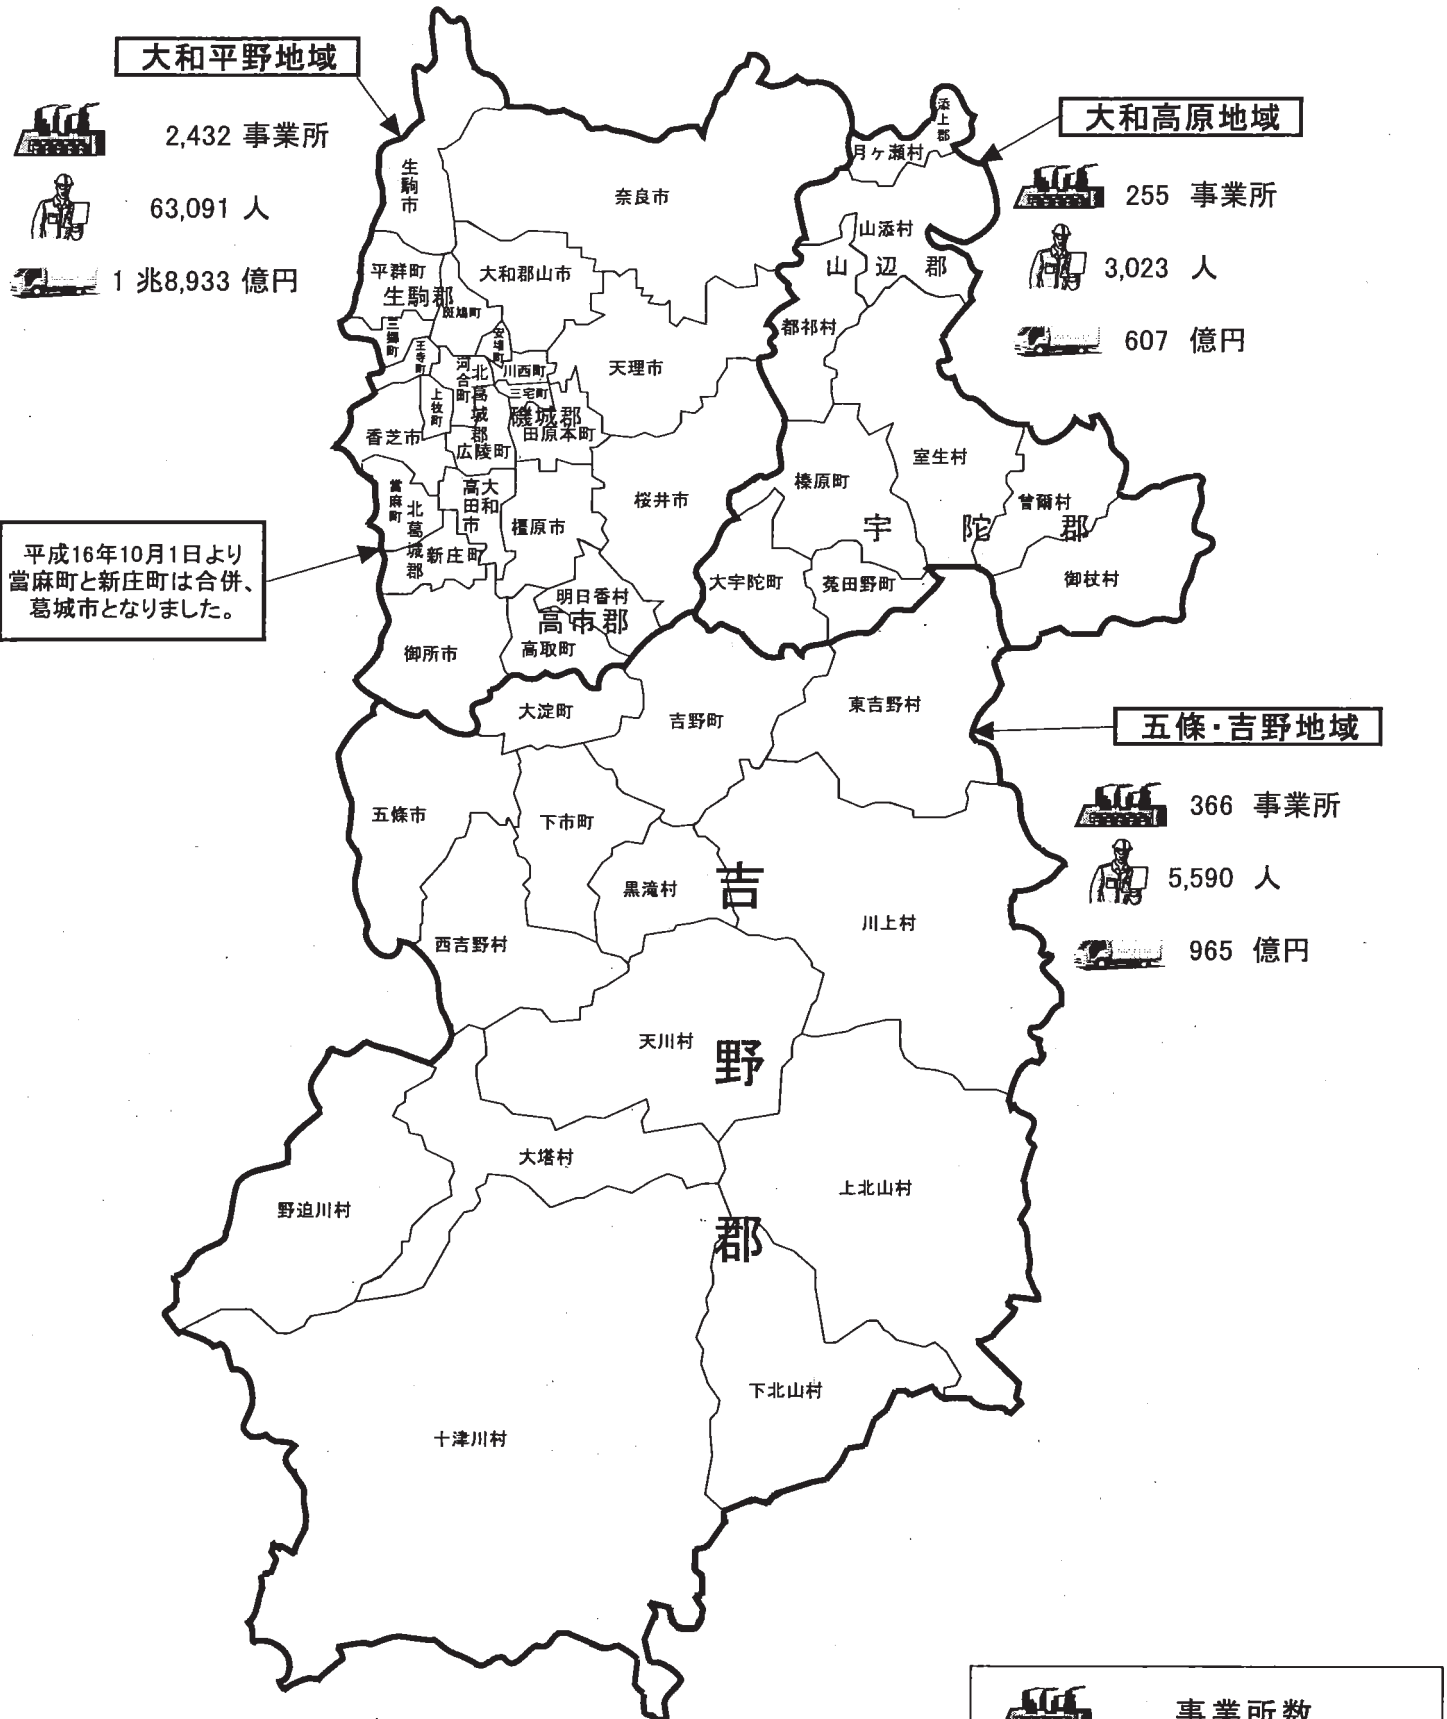 大和平野地域
2,432 事業所
63,091 人
1 兆8,933 億円
大和高原地域
255 事業所
3,023 人
607 億円
添上郡
月ヶ瀬村
生駒市
奈良市
山添村
山辺郡
平群町
大和郡山市
生駒郡
斑鳩町
都祁村
三郷町
王寺町
安堵町
川西町
天理市
河合町
北葛城郡
三宅町
上牧町
磯城郡
田原本町
香芝市
広陵町
室生村
榛原町
曽爾村
當麻町
北葛城郡
大和高田市
橿原市
桜井市
宇陀郡
新庄町
平成16年10月1日より
當麻町と新庄町は合併、
葛城市となりました。
大宇陀町
菟田野町
御杖村
明日香村
高市郡
高取町
御所市
大淀町
吉野町
東吉野村
五條・吉野地域
366 事業所
5,590 人
965 億円
五條市
下市町
黒滝村
吉野郡
川上村
西吉野村
天川村
大塔村
上北山村
野迫川村
下北山村
十津川村
事業所数